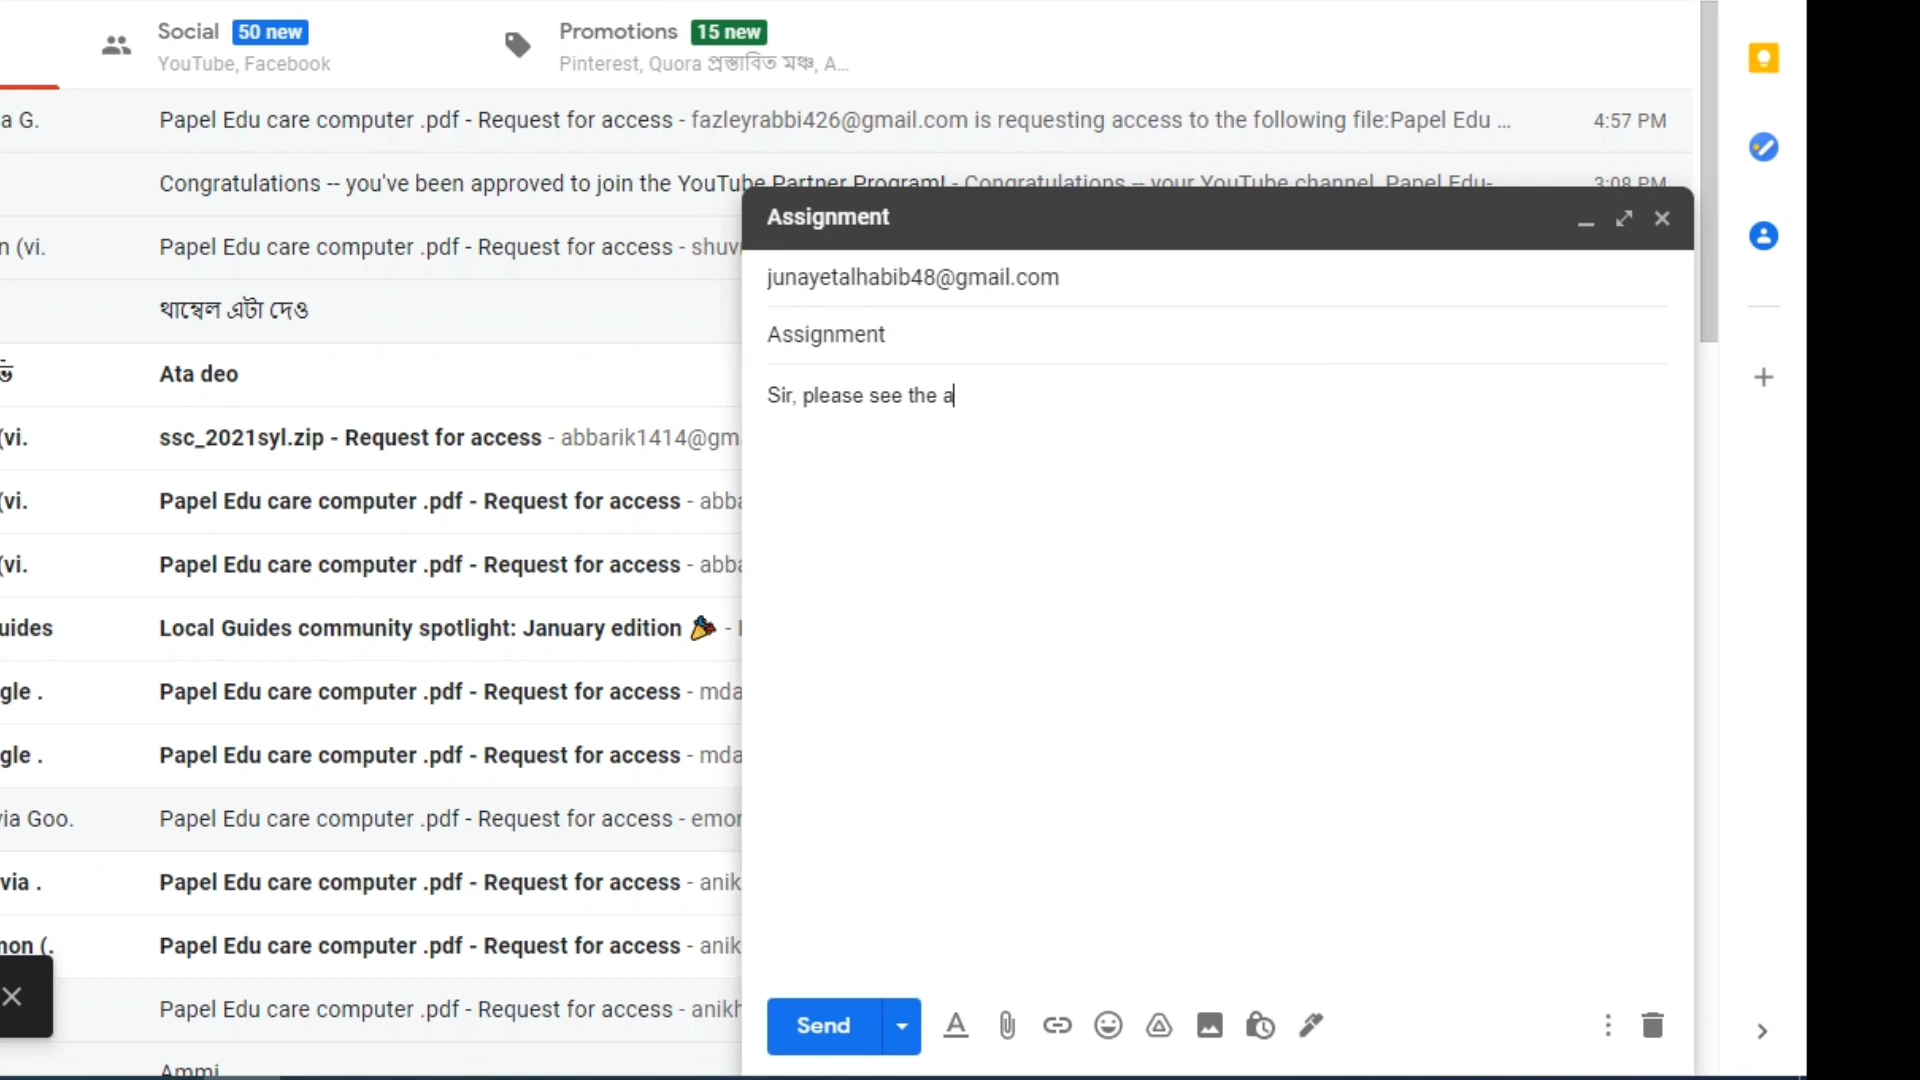 Social 50 new
YouTube, Facebook
Promotions 15 new
Pinterest, Quora প্রস্তাবিত মঞ্চ, A...
a G. Papel Edu care computer .pdf - Request for access - fazleyrabbi426@gmail.com is requesting access to the following file:Papel Edu ... 4:57 PM
Congratulations -- you've been approved to join the YouTube Partner Program! - Congratulations -- your YouTube channel, Papel Edu- 3:08 PM
n (vi. Papel Edu care computer .pdf - Request for access - shuv
থাম্বেল এটা দেও
Ata deo
(vi. ssc_2021syl.zip - Request for access - abbarik1414@gm
(vi. Papel Edu care computer .pdf - Request for access - abba
(vi. Papel Edu care computer .pdf - Request for access - abba
uides Local Guides community spotlight: January edition 🎉 -
gle . Papel Edu care computer .pdf - Request for access - mda
gle . Papel Edu care computer .pdf - Request for access - mda
via Goo. Papel Edu care computer .pdf - Request for access - emor
via . Papel Edu care computer .pdf - Request for access - anik
mon (. Papel Edu care computer .pdf - Request for access - anik
Papel Edu care computer .pdf - Request for access - anikh
Ammi
Assignment
junayetalhabib48@gmail.com
Assignment
Sir, please see the a
Send